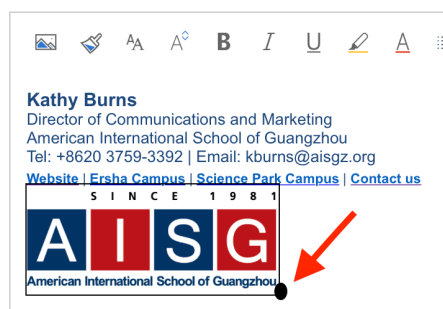 AA A B I U A
Kathy Burns
Director of Communications and Marketing
American International School of Guangzhou
Tel: +8620 3759-3392 | Email: kburns@aisgz.org
Website | Ersha Campus | Science Park Campus | Contact us
SINCE 1981
AISG
American International School of Guangzhou